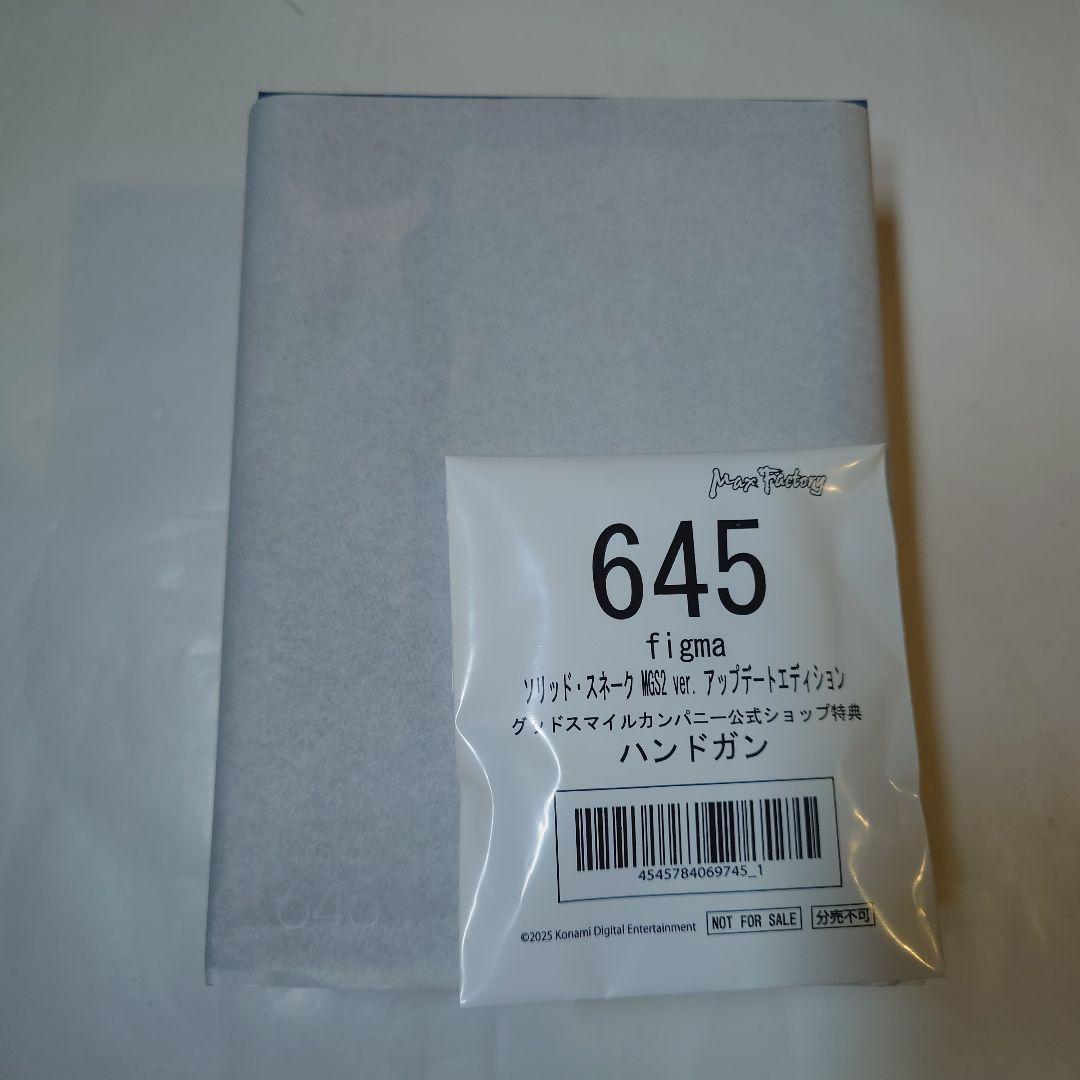 Max Factory
645
figma
ソリッド・スネーク MGS2 ver. アップデートエディション
グッドスマイルカンパニー公式ショップ特典
ハンドガン
4545784069745_1
©2025 Konami Digital Entertainment
NOT FOR SALE
分売不可